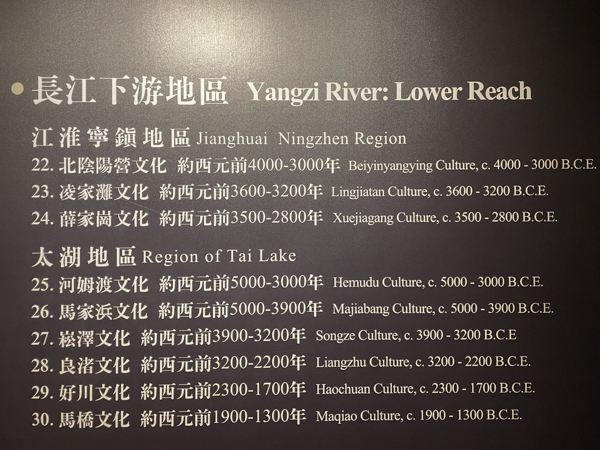 長江下游地區 Yangzi River: Lower Reach
江淮寧鎮地區 Jianghuai Ningzhen Region
22. 北陰陽營文化 約西元前4000-3000年 Beiyinyangying Culture, c. 4000 - 3000 B.C.E.
23. 凌家灘文化 約西元前3600-3200年 Lingjiatan Culture, c. 3600 - 3200 B.C.E.
24. 薛家崗文化 約西元前3500-2800年 Xuejiagang Culture, c. 3500 - 2800 B.C.E.
太湖地區 Region of Tai Lake
25. 河姆渡文化 約西元前5000-3000年 Hemudu Culture, c. 5000 - 3000 B.C.E.
26. 馬家浜文化 約西元前5000-3900年 Majiabang Culture, c. 5000 - 3900 B.C.E.
27. 崧澤文化 約西元前3900-3200年 Songze Culture, c. 3900 - 3200 B.C.E
28. 良渚文化 約西元前3200-2200年 Liangzhu Culture, c. 3200 - 2200 B.C.E.
29. 好川文化 約西元前2300-1700年 Haochuan Culture, c. 2300 - 1700 B.C.E.
30. 馬橋文化 約西元前1900-1300年 Maqiao Culture, c. 1900 - 1300 B.C.E.